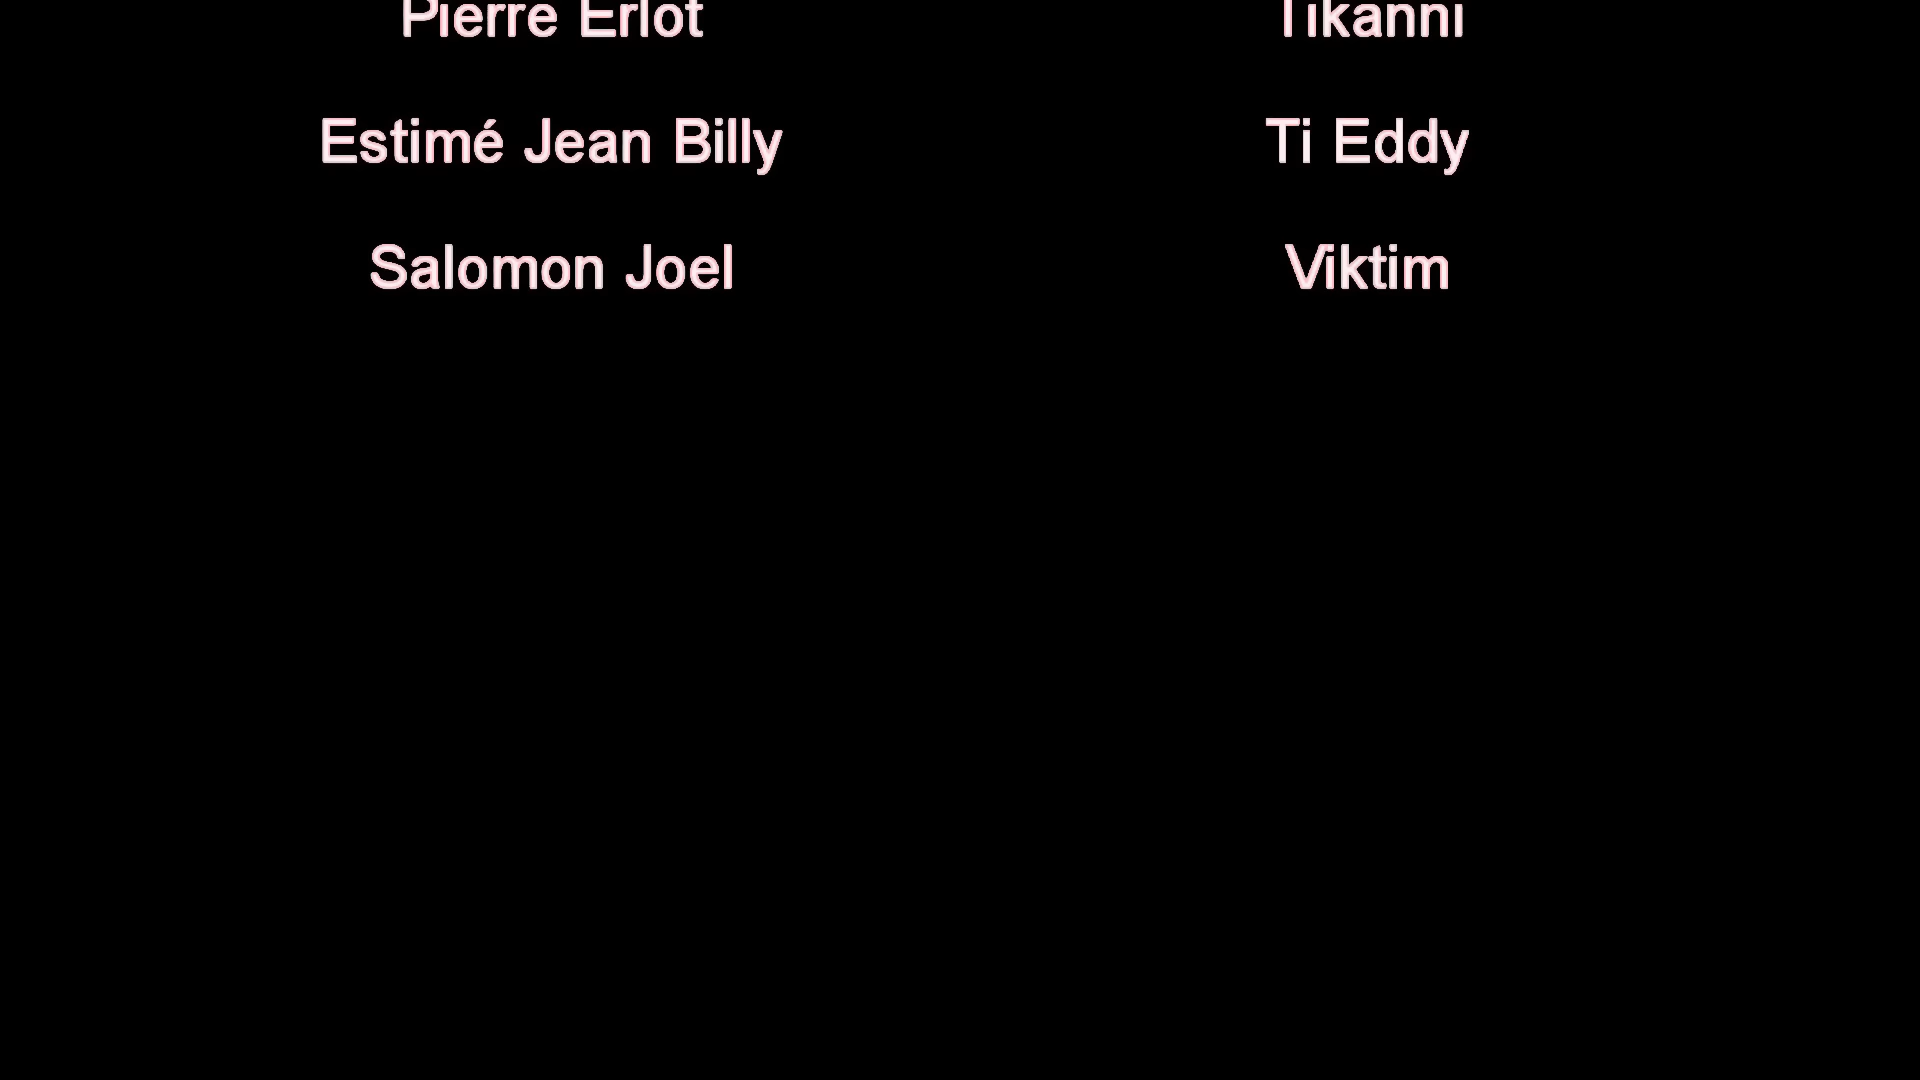 Pierre Erlot Tikanni
Estimé Jean Billy Ti Eddy
Salomon Joel Viktim